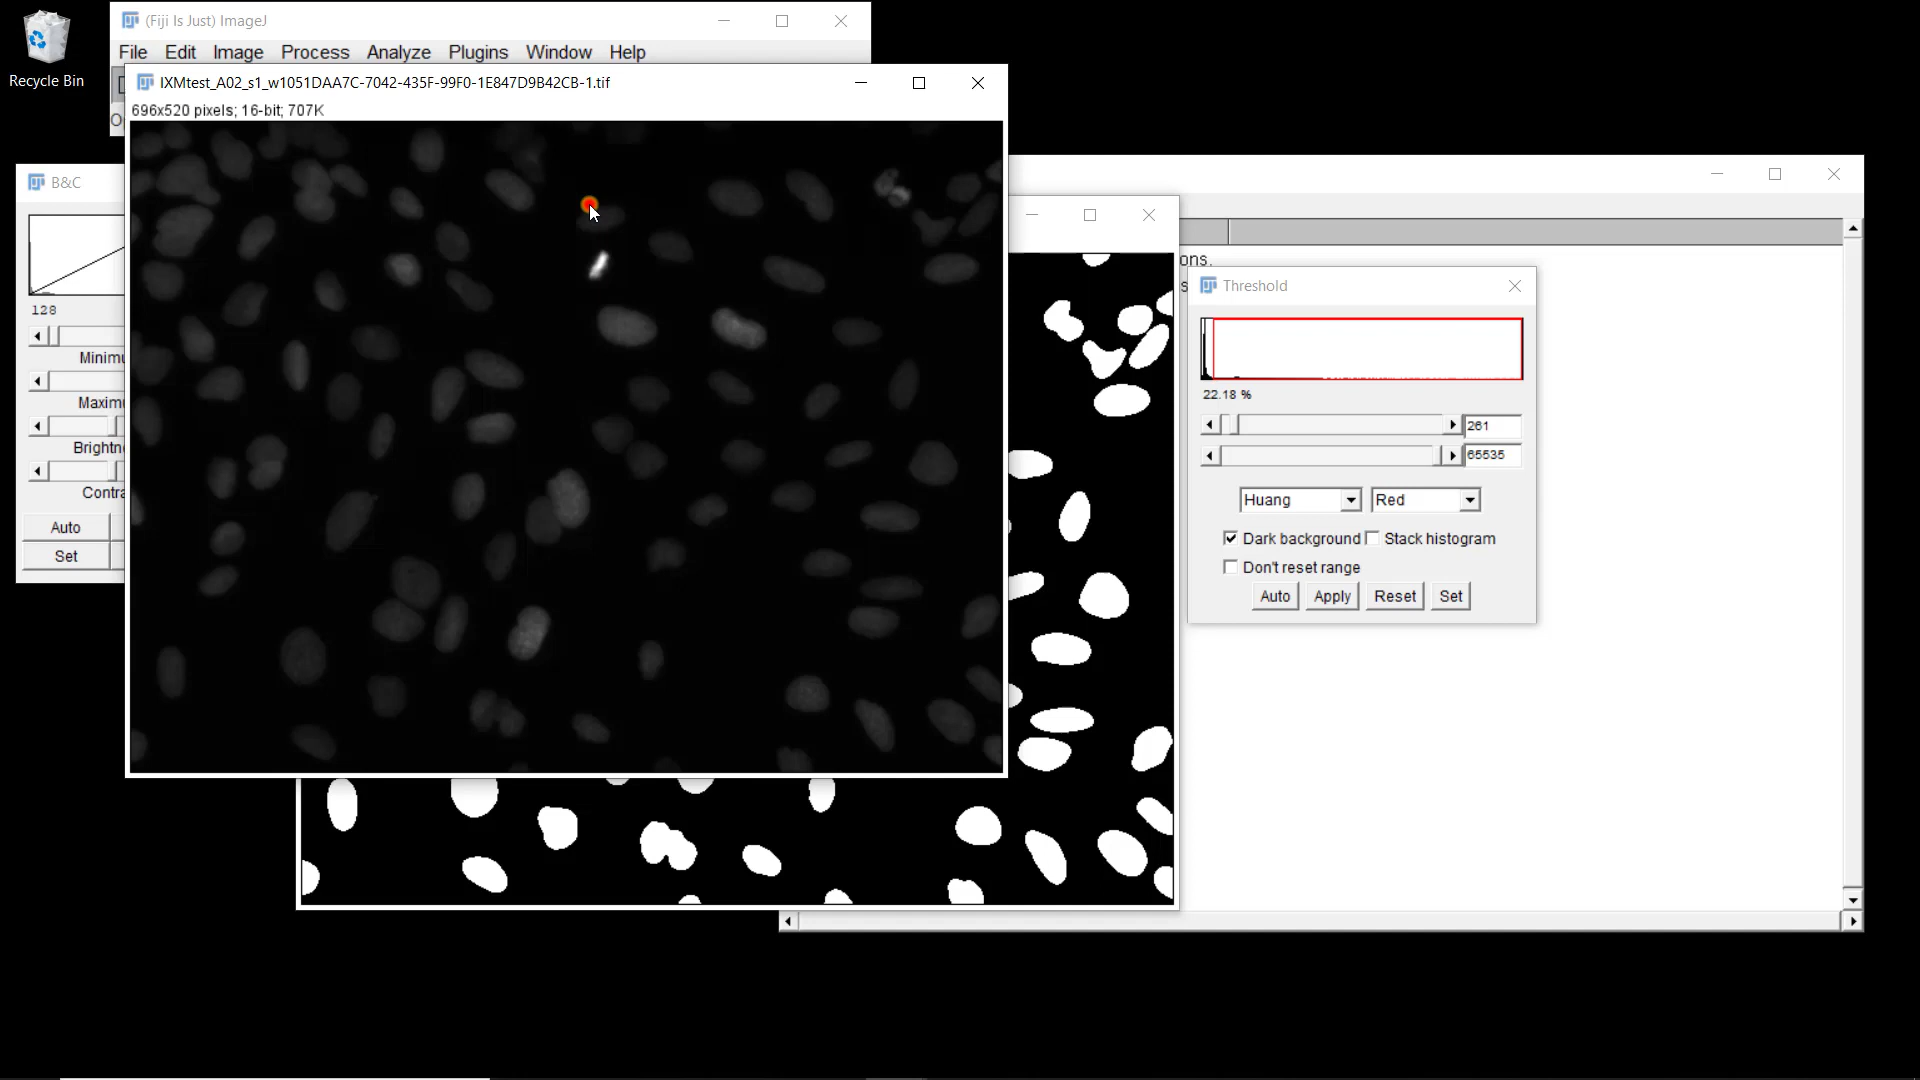 Recycle Bin
(Fiji Is Just) ImageJ
File Edit Image Process Analyze Plugins Window Help
IXMtest_A02_s1_w1051DAA7C-7042-435F-99F0-1E847D9B42CB-1.tif
696x520 pixels; 16-bit; 707K
B&C
128
Minimu
Maximu
Brightne
Contra
Auto
Set
ons.
s
Threshold
22.18 %
261
65535
Huang
Red
Dark background
Stack histogram
Don't reset range
Auto
Apply
Reset
Set